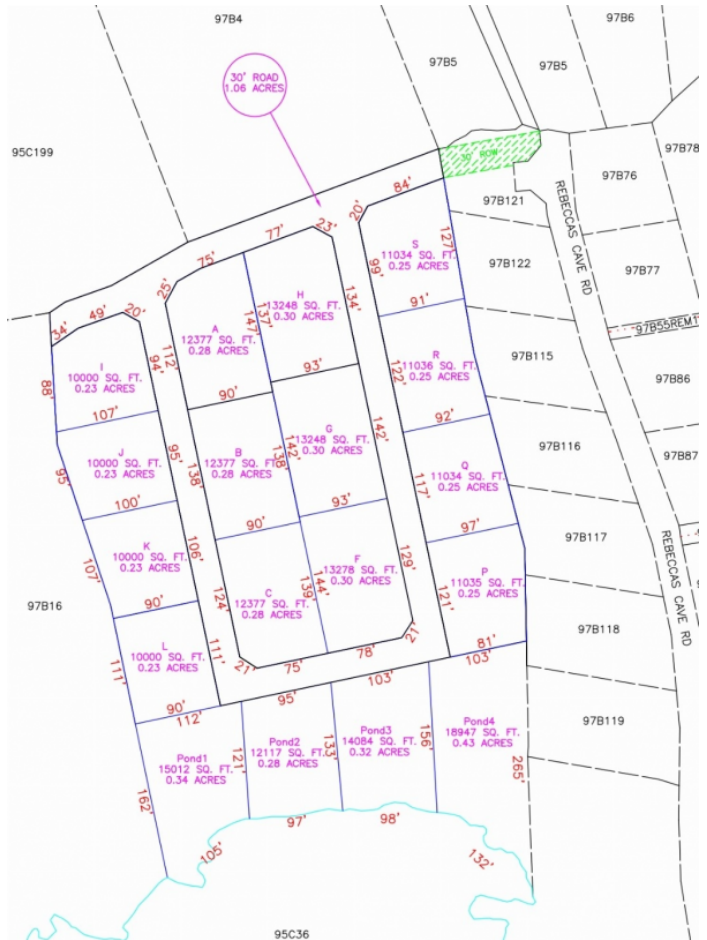 97B4
97B6
97B5
97B5
30' ROAD
1.06 ACRES
95C199
30' ROW
97B78
97B76
84'
97B121
REBECCAS CAVE RD
20'
23'
77'
S
11034 SQ. FT.
0.25 ACRES
127'
75'
97B122
97B77
99'
25'
H
13248 SQ. FT.
0.30 ACRES
134'
147'
137'
91'
20'
49'
34'
A
12377 SQ. FT.
0.28 ACRES
97B55REM1
112'
R
11036 SQ. FT.
0.25 ACRES
97B115
94'
93'
122'
97B86
I
10000 SQ. FT.
0.23 ACRES
88'
90'
107'
92'
G
13248 SQ. FT.
0.30 ACRES
142'
97B116
B
12377 SQ. FT.
0.28 ACRES
142'
138'
97B87
J
10000 SQ. FT.
0.23 ACRES
95'
138'
95'
Q
11034 SQ. FT.
0.25 ACRES
117'
100'
93'
97'
90'
97B117
K
10000 SQ. FT.
0.23 ACRES
106'
107'
F
13278 SQ. FT.
0.30 ACRES
129'
P
11035 SQ. FT.
0.25 ACRES
REBECCAS CAVE RD
C
12377 SQ. FT.
0.28 ACRES
139'
144'
124'
97B16
90'
121'
97B118
L
10000 SQ. FT.
0.23 ACRES
111'
111'
21'
81'
78'
75'
21'
103'
103'
95'
90'
112'
97B119
Pond4
18947 SQ. FT.
0.43 ACRES
Pond3
14084 SQ. FT.
0.32 ACRES
156'
Pond2
12117 SQ. FT.
0.28 ACRES
133'
Pond1
15012 SQ. FT.
0.34 ACRES
121'
265'
162'
97'
98'
105'
132'
95C36